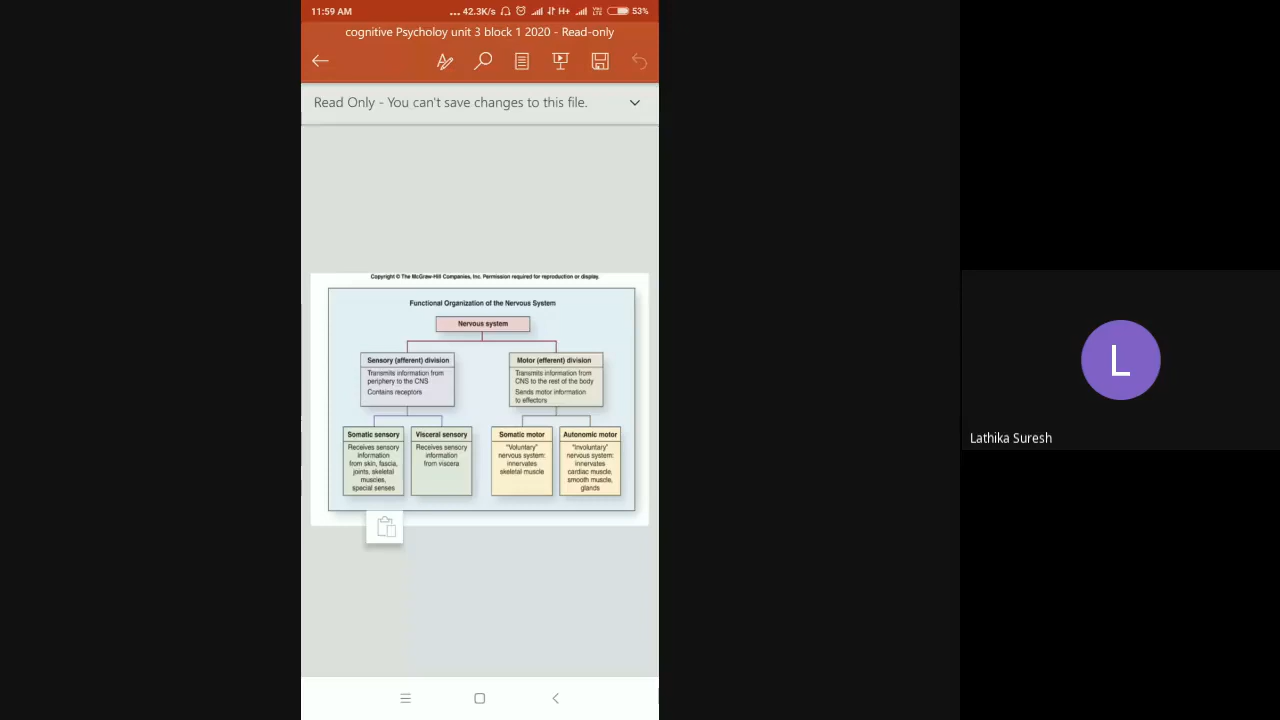 11:59 AM
... 42.3K/s H+ 53%
cognitive Psycholoy unit 3 block 1 2020 - Read-only
Read Only - You can't save changes to this file.
Copyright © The McGraw-Hill Companies, Inc. Permission required for reproduction or display.
Functional Organization of the Nervous System
Nervous system
Sensory (afferent) division
Transmits information from
periphery to the CNS
Contains receptors
Motor (efferent) division
Transmits information from
CNS to the rest of the body
Sends motor information
to effectors
Somatic sensory
Receives sensory
information
from skin, fascia,
joints, skeletal
muscles,
special senses
Visceral sensory
Receives sensory
information
from viscera
Somatic motor
"Voluntary"
nervous system:
innervates
skeletal muscle
Autonomic motor
"Involuntary"
nervous system:
innervates
cardiac muscle,
smooth muscle,
glands
L
Lathika Suresh